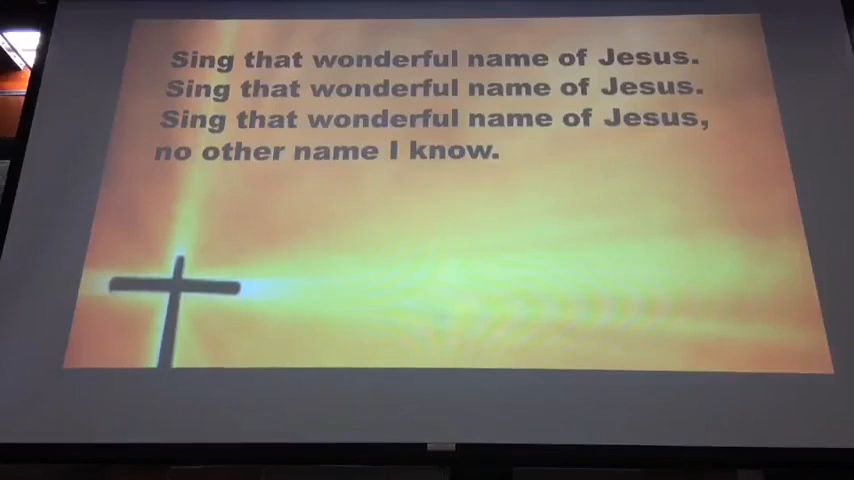 Sing that wonderful name of Jesus.
Sing that wonderful name of Jesus.
Sing that wonderful name of Jesus,
no other name I know.